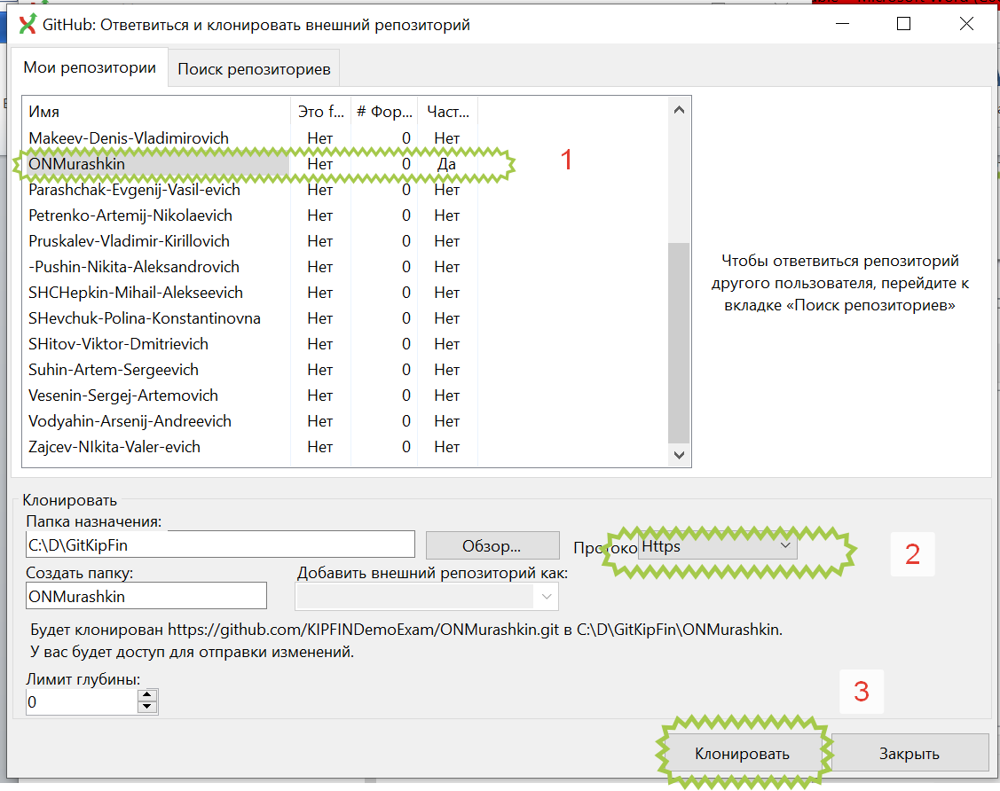 GitHub: Ответвиться и клонировать внешний репозиторий
Мои репозитории Поиск репозиториев
Имя Это f... # Фор... Част...
Makeev-Denis-Vladimirovich Нет 0 Нет
ONMurashkin Нет 0 Да 1
Parashchak-Evgenij-Vasil-evich Нет 0 Нет
Petrenko-Artemij-Nikolaevich Нет 0 Нет
Pruskalev-Vladimir-Kirillovich Нет 0 Нет
-Pushin-Nikita-Aleksandrovich Нет 0 Нет
SHCHepkin-Mihail-Alekseevich Нет 0 Нет
SHevchuk-Polina-Konstantinovna Нет 0 Нет
SHitov-Viktor-Dmitrievich Нет 0 Нет
Suhin-Artem-Sergeevich Нет 0 Нет
Vesenin-Sergej-Artemovich Нет 0 Нет
Vodyahin-Arsenij-Andreevich Нет 0 Нет
Zajcev-NIkita-Valer-evich Нет 0 Нет
Чтобы ответвиться репозиторий
другого пользователя, перейдите к
вкладке «Поиск репозиториев»
Клонировать
Папка назначения:
C:\D\GitKipFin Обзор... Протоко Https 2
Создать папку: Добавить внешний репозиторий как:
ONMurashkin
Будет клонирован https://github.com/KIPFINDemoExam/ONMurashkin.git в C:\D\GitKipFin\ONMurashkin.
У вас будет доступ для отправки изменений.
Лимит глубины:
0
3
Клонировать Закрыть